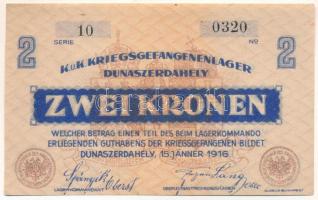 10 0320
SERIE No
2 K.u.K. KRIEGSGEFANGENENLAGER
DUNASZERDAHELY 2
ZWEI KRONEN
WELCHER BETRAG EINEN TEIL DES BEIM LAGERKOMMANDO
ERLIEGENDEN GUTHABENS DER KRIEGSGEFANGENEN BILDET
DUNASZERDAHELY, 15. JÄNNER 1916
Oberst